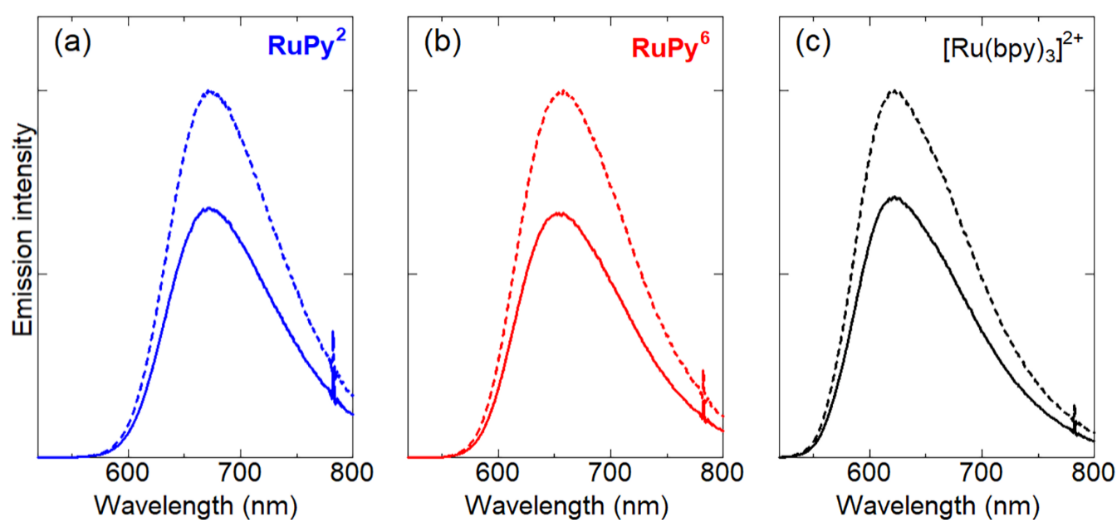 (a)
RuPy²
(b)
RuPy⁶
(c)
[Ru(bpy)₃]²⁺
Emission intensity
600 700 800
600 700 800
600 700 800
Wavelength (nm)
Wavelength (nm)
Wavelength (nm)